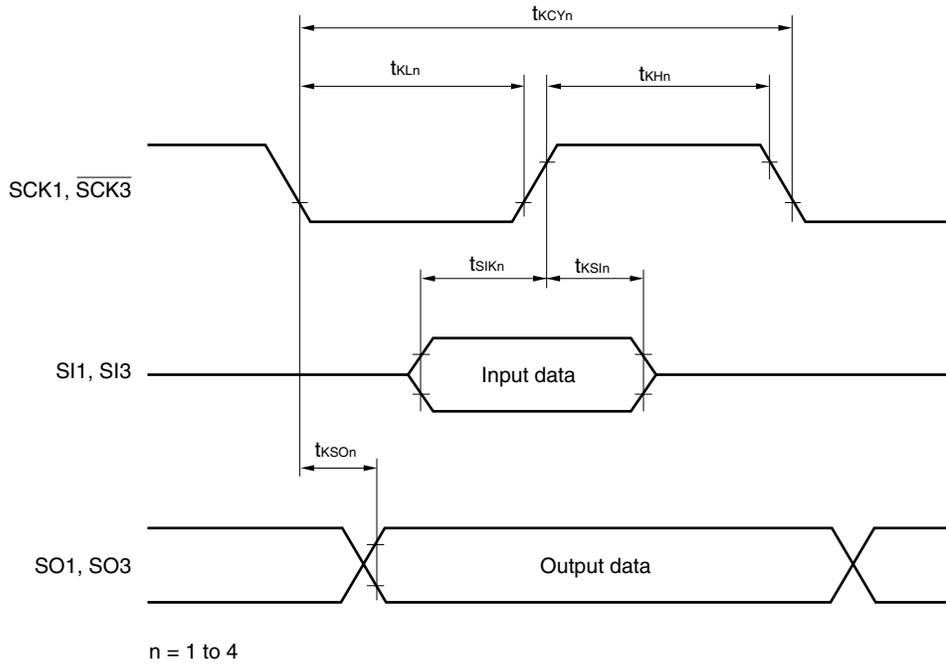 tKCYn
tKLn
tKHn
SCK1, SCK3
tSIKn
tKSIn
SI1, SI3
Input data
tKSOn
SO1, SO3
Output data
n = 1 to 4